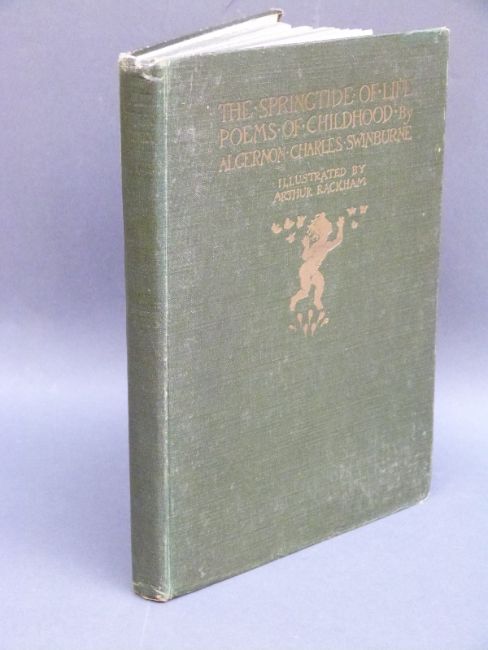 THE·SPRINGTIDE·OF·LIFE
POEMS·OF·CHILDHOOD·By
ALGERNON·CHARLES·SWINBURNE
ILLUSTRATED BY
ARTHUR RACKHAM